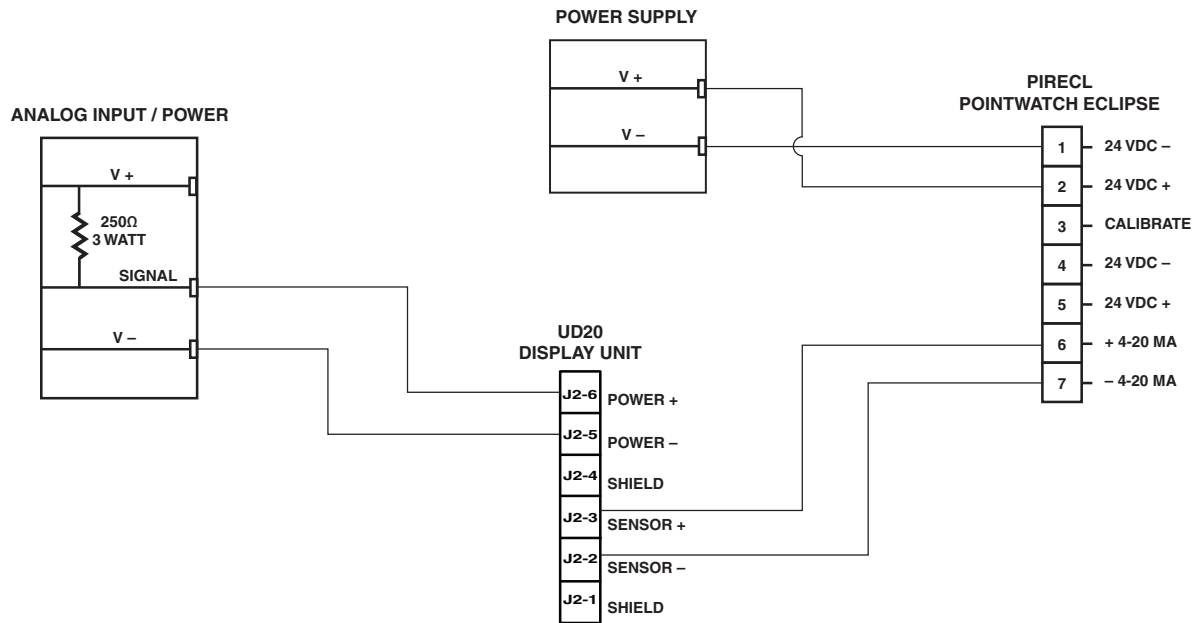 POWER SUPPLY
V +
V –
ANALOG INPUT / POWER
V +
250Ω
3 WATT
SIGNAL
V –
UD20
DISPLAY UNIT
J2-6 POWER +
J2-5 POWER –
J2-4 SHIELD
J2-3 SENSOR +
J2-2 SENSOR –
J2-1 SHIELD
PIRECL
POINTWATCH ECLIPSE
1 24 VDC –
2 24 VDC +
3 CALIBRATE
4 24 VDC –
5 24 VDC +
6 + 4-20 MA
7 – 4-20 MA